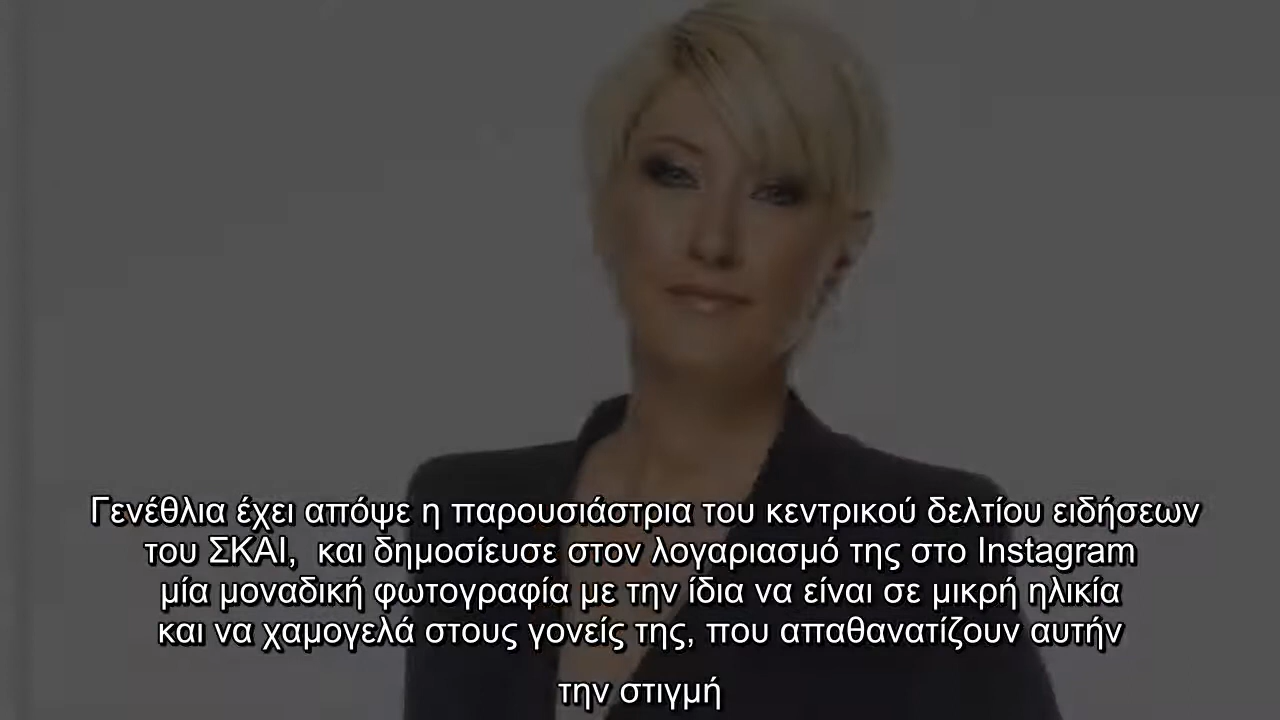 Γενέθλια έχει απόψε η παρουσιάστρια του κεντρικού δελτίου ειδήσεων
του ΣΚΑΙ,  και δημοσίευσε στον λογαριασμό της στο Instagram
μία μοναδική φωτογραφία με την ίδια να είναι σε μικρή ηλικία
και να χαμογελά στους γονείς της, που απαθανατίζουν αυτήν
την στιγμή